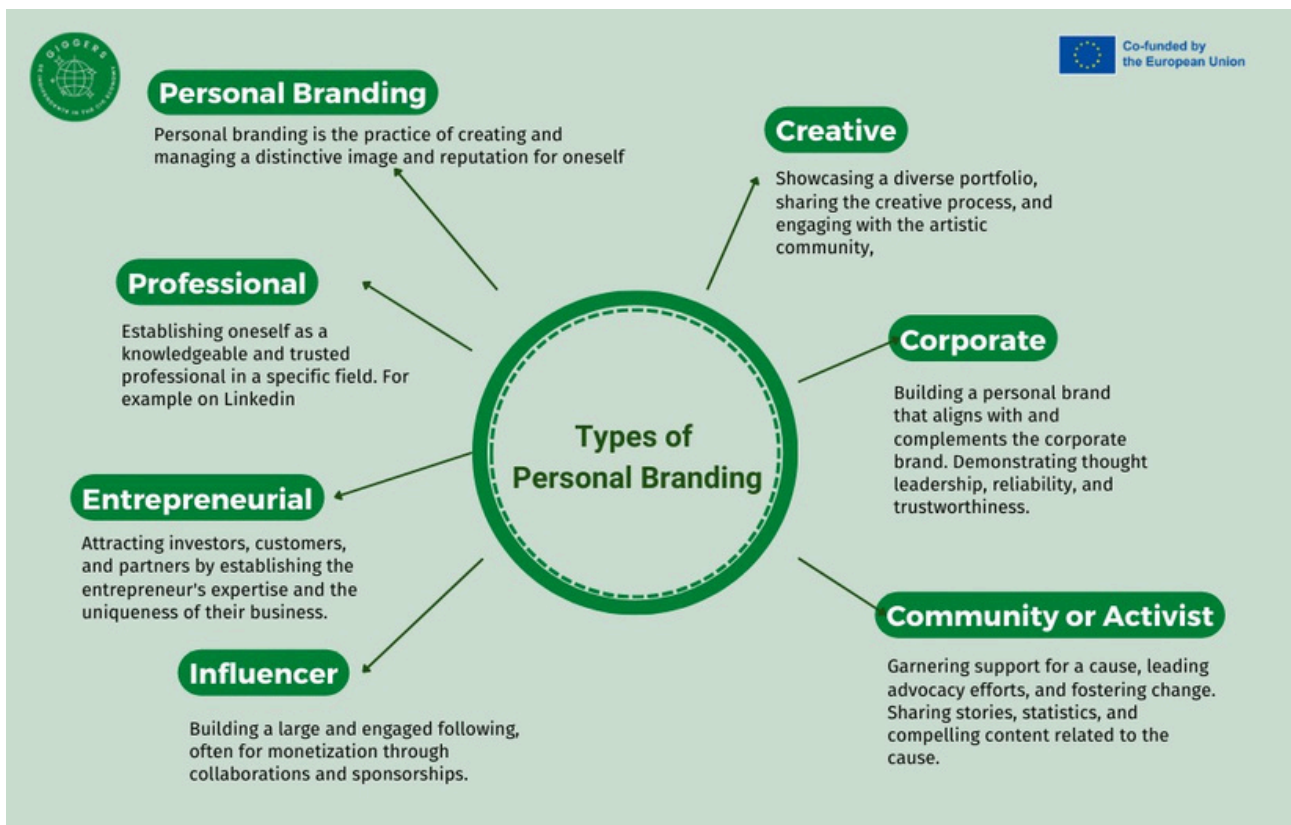 GIGGERS
BE INDEPENDENT IN THE GIG ECONOMY
Co-funded by
the European Union
Personal Branding
Personal branding is the practice of creating and
managing a distinctive image and reputation for oneself
Creative
Showcasing a diverse portfolio,
sharing the creative process, and
engaging with the artistic
community,
Professional
Establishing oneself as a
knowledgeable and trusted
professional in a specific field. For
example on Linkedin
Corporate
Building a personal brand
that aligns with and
complements the corporate
brand. Demonstrating thought
leadership, reliability, and
trustworthiness.
Types of
Personal Branding
Entrepreneurial
Attracting investors, customers,
and partners by establishing the
entrepreneur's expertise and the
uniqueness of their business.
Influencer
Building a large and engaged following,
often for monetization through
collaborations and sponsorships.
Community or Activist
Garnering support for a cause, leading
advocacy efforts, and fostering change.
Sharing stories, statistics, and
compelling content related to the
cause.